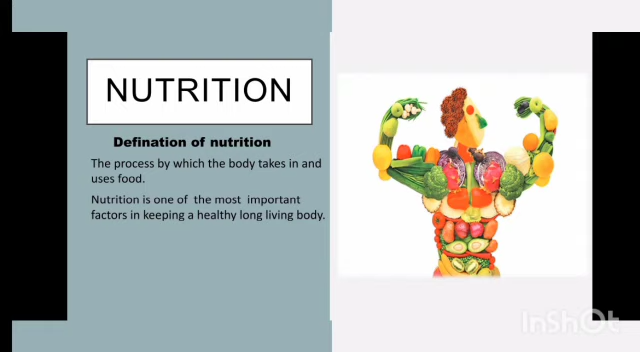 NUTRITION
Defination of nutrition
The process by which the body takes in and
uses food.
Nutrition is one of the most important
factors in keeping a healthy long living body.
InShOt